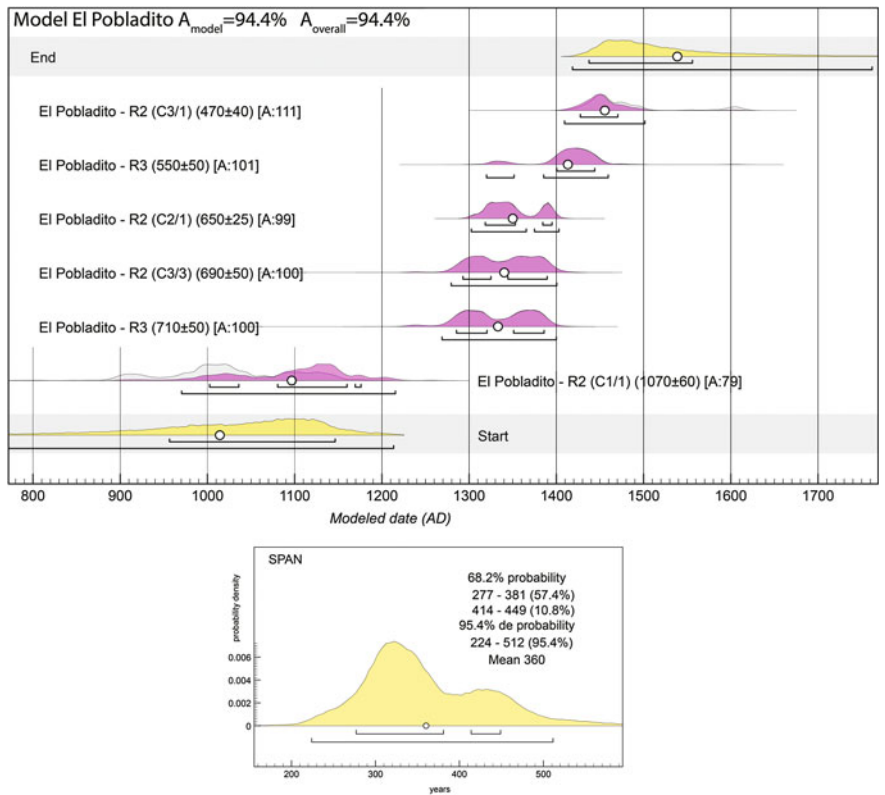 Model El Pobladito Amodel=94.4% Aoverall=94.4%
End
El Pobladito - R2 (C3/1) (470±40) [A:111]
El Pobladito - R3 (550±50) [A:101]
El Pobladito - R2 (C2/1) (650±25) [A:99]
El Pobladito - R2 (C3/3) (690±50) [A:100]
El Pobladito - R3 (710±50) [A:100]
El Pobladito - R2 (C1/1) (1070±60) [A:79]
Start
800 900 1000 1100 1200 1300 1400 1500 1600 1700
Modeled date (AD)
SPAN
68.2% probability
277 - 381 (57.4%)
414 - 449 (10.8%)
95.4% de probability
224 - 512 (95.4%)
Mean 360
probability density
0.006
0.004
0.002
0
200 300 400 500
years